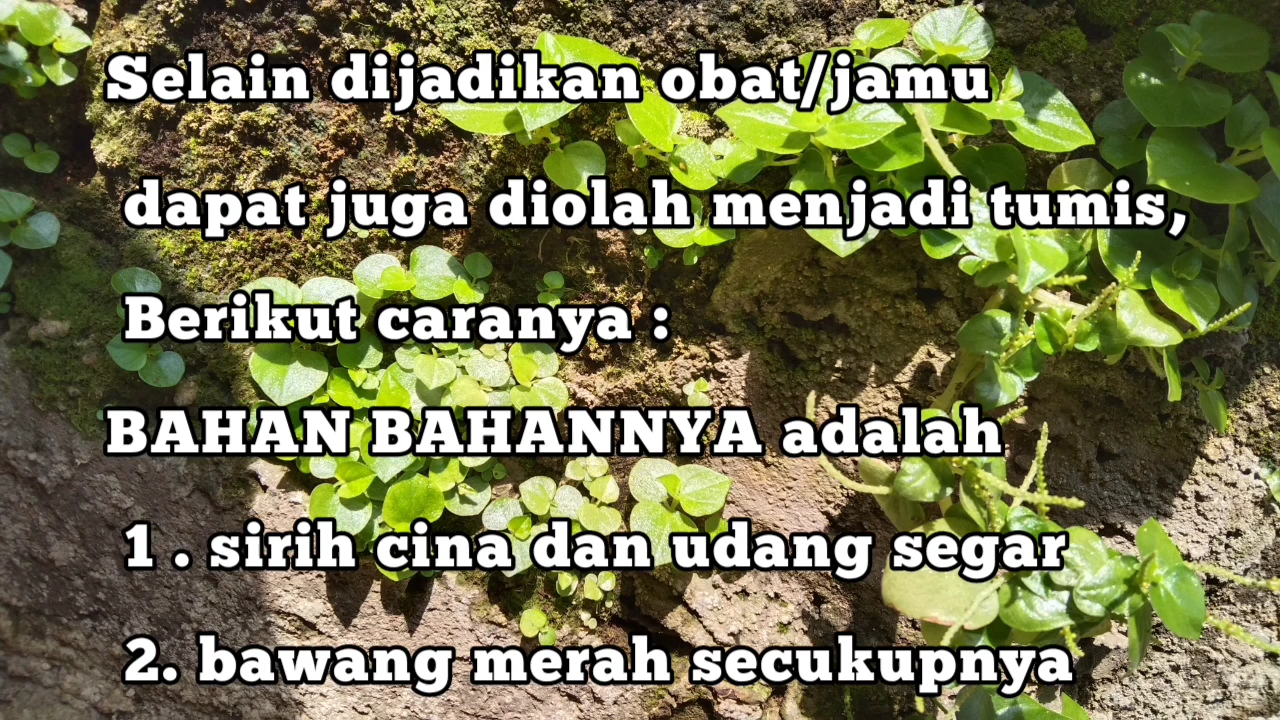 Selain dijadikan obat/jamu
dapat juga diolah menjadi tumis,
Berikut caranya :
BAHAN BAHANNYA adalah
1 . sirih cina dan udang segar
2. bawang merah secukupnya